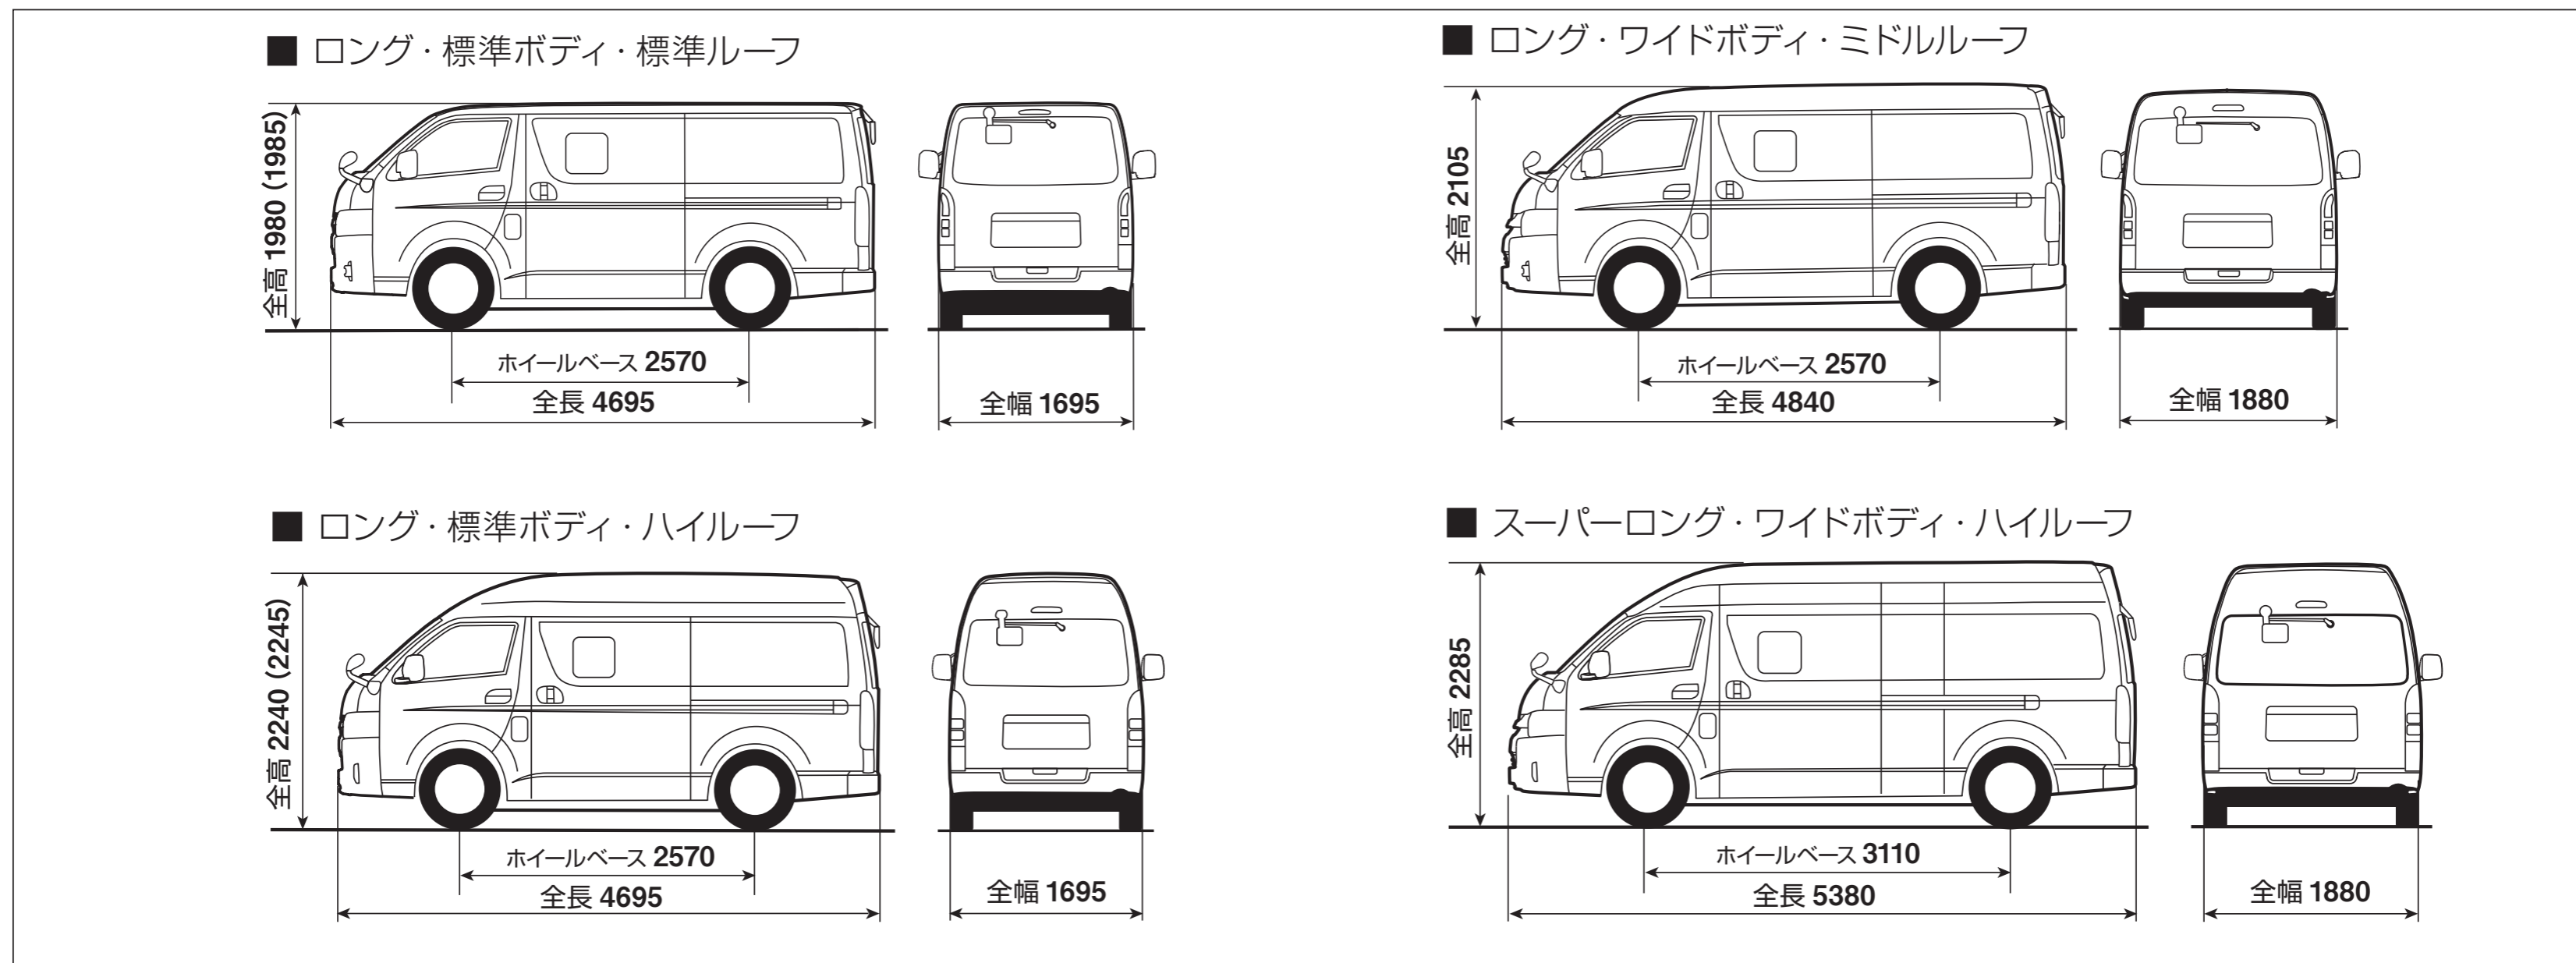 ■ ロング・標準ボディ・標準ルーフ
全高 1980 (1985)
ホイールベース 2570
全長 4695
全幅 1695
■ ロング・ワイドボディ・ミドルルーフ
全高 2105
ホイールベース 2570
全長 4840
全幅 1880
■ ロング・標準ボディ・ハイルーフ
全高 2240 (2245)
ホイールベース 2570
全長 4695
全幅 1695
■ スーパーロング・ワイドボディ・ハイルーフ
全高 2285
ホイールベース 3110
全長 5380
全幅 1880